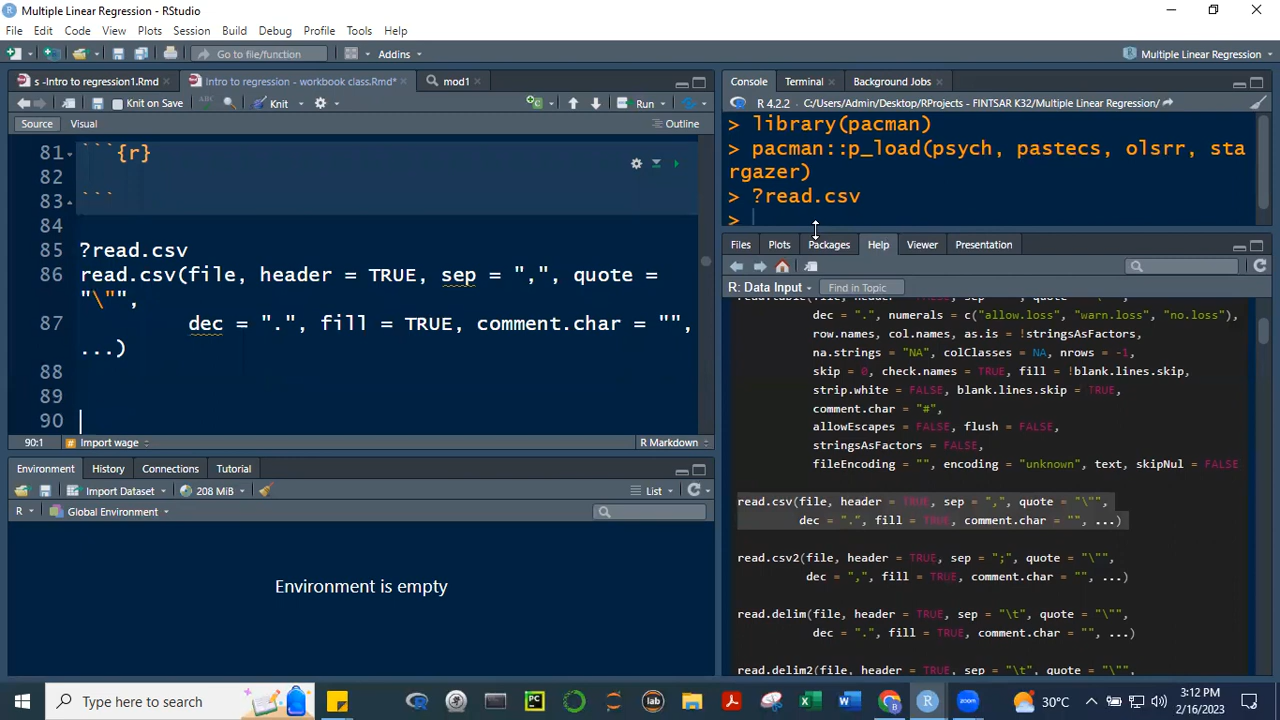 Multiple Linear Regression - RStudio
File Edit Code View Plots Session Build Debug Profile Tools Help
Go to file/function Addins Multiple Linear Regression
s -Intro to regression1.Rmd Intro to regression - workbook class.Rmd* mod1
Knit on Save ABC Knit Run
Source Visual Outline
81 ```{r}
82
83 ```
84
85 ?read.csv
86 read.csv(file, header = TRUE, sep = ",", quote =
"\"",
87 dec = ".", fill = TRUE, comment.char = "",
...)
88
89
90
90:1 Import wage R Markdown
Environment History Connections Tutorial
Import Dataset 208 MiB List
R Global Environment
Environment is empty
Console Terminal Background Jobs
R 4.2.2 · C:/Users/Admin/Desktop/RProjects - FINTSAR K32/Multiple Linear Regression/
> library(pacman)
> pacman::p_load(psych, pastecs, olsrr, sta
rgazer)
> ?read.csv
>
Files Plots Packages Help Viewer Presentation
R: Data Input Find in Topic
read.table(file, header = FALSE, sep = "", quote = "\"'",
dec = ".", numerals = c("allow.loss", "warn.loss", "no.loss"),
row.names, col.names, as.is = !stringsAsFactors,
na.strings = "NA", colClasses = NA, nrows = -1,
skip = 0, check.names = TRUE, fill = !blank.lines.skip,
strip.white = FALSE, blank.lines.skip = TRUE,
comment.char = "#",
allowEscapes = FALSE, flush = FALSE,
stringsAsFactors = FALSE,
fileEncoding = "", encoding = "unknown", text, skipNul = FALSE
read.csv(file, header = TRUE, sep = ",", quote = "\"",
dec = ".", fill = TRUE, comment.char = "", ...)
read.csv2(file, header = TRUE, sep = ";", quote = "\"",
dec = ",", fill = TRUE, comment.char = "", ...)
read.delim(file, header = TRUE, sep = "\t", quote = "\"",
dec = ".", fill = TRUE, comment.char = "", ...)
read.delim2(file, header = TRUE, sep = "\t", quote = "\"",
Type here to search
30°C
3:12 PM
2/16/2023